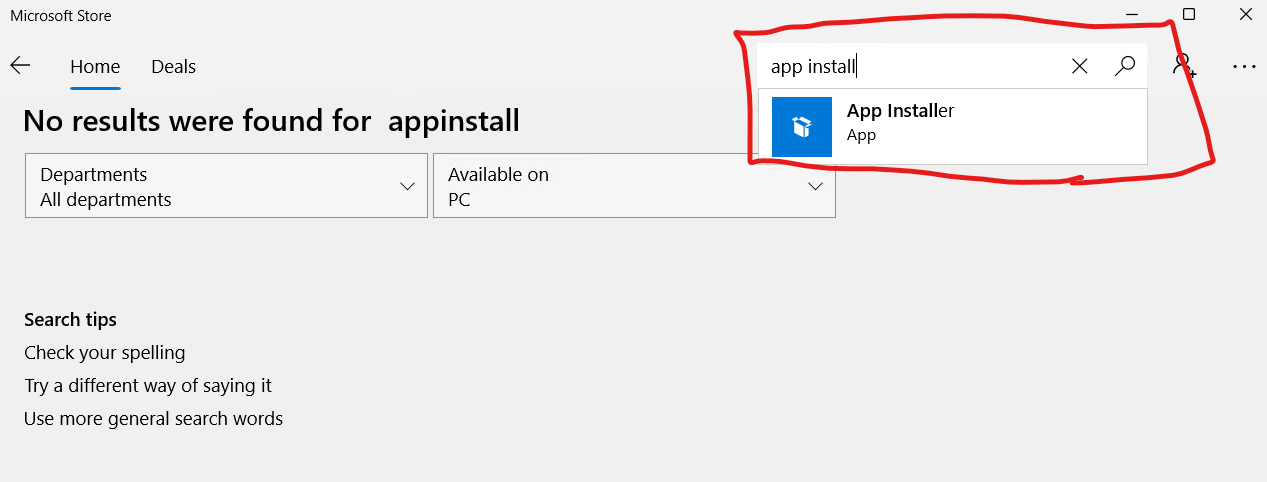 Microsoft Store
Home
Deals
app install
App Installer
App
No results were found for appinstall
Departments
All departments
Available on
PC
Search tips
Check your spelling
Try a different way of saying it
Use more general search words